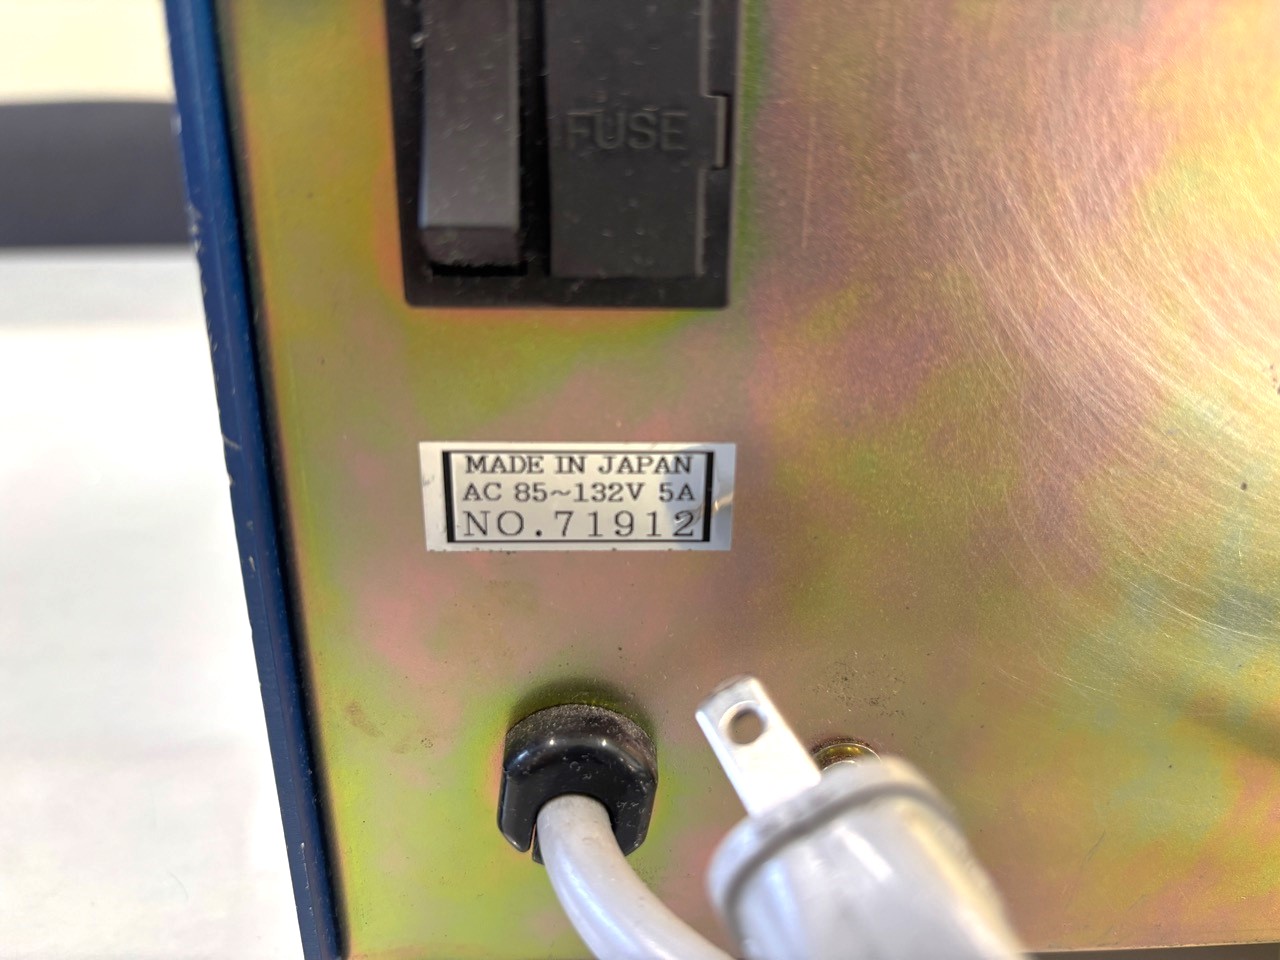 FUSE
MADE IN JAPAN
AC 85~132V 5A
NO.71912